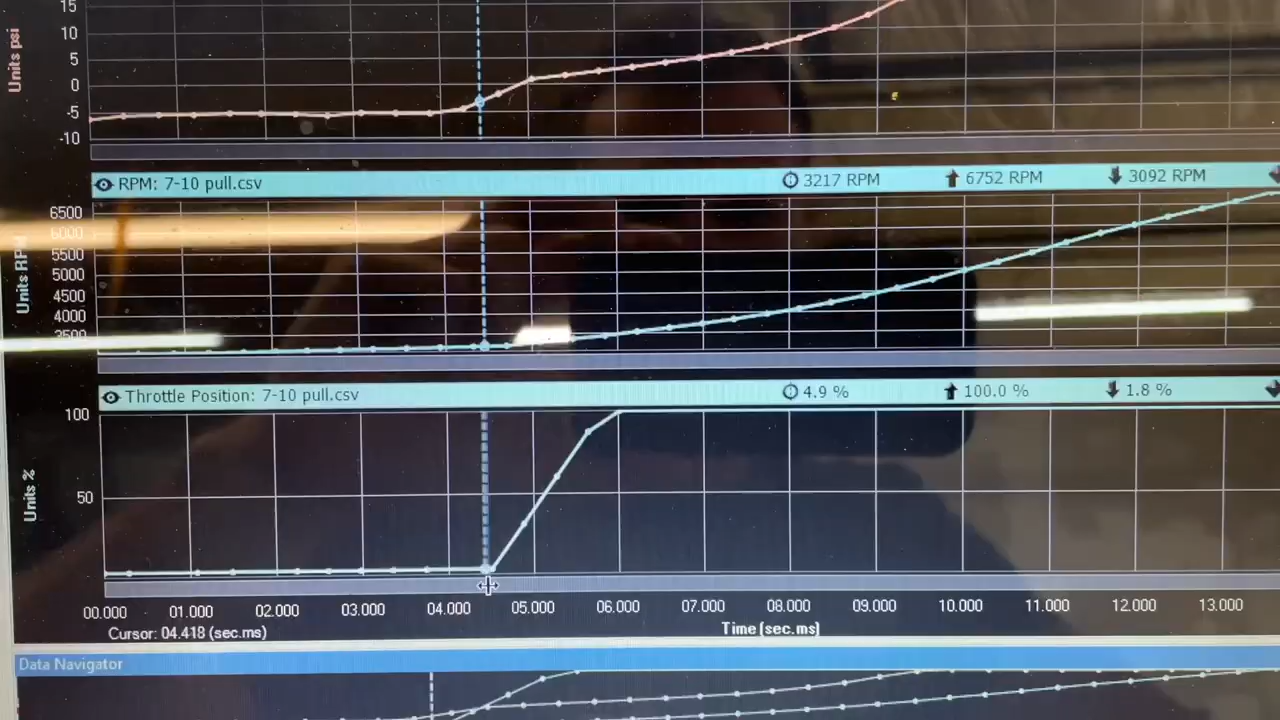 15
10
5
0
-5
-10
Units psi
RPM: 7-10 pull.csv 3217 RPM 6752 RPM 3092 RPM
6500
6000
5500
5000
4500
4000
3500
Units RPM
Throttle Position: 7-10 pull.csv 4.9 % 100.0 % 1.8 %
100
50
Units %
00.000 01.000 02.000 03.000 04.000 05.000 06.000 07.000 08.000 09.000 10.000 11.000 12.000 13.000
Cursor: 04.418 (sec.ms) Time (sec.ms)
Data Navigator